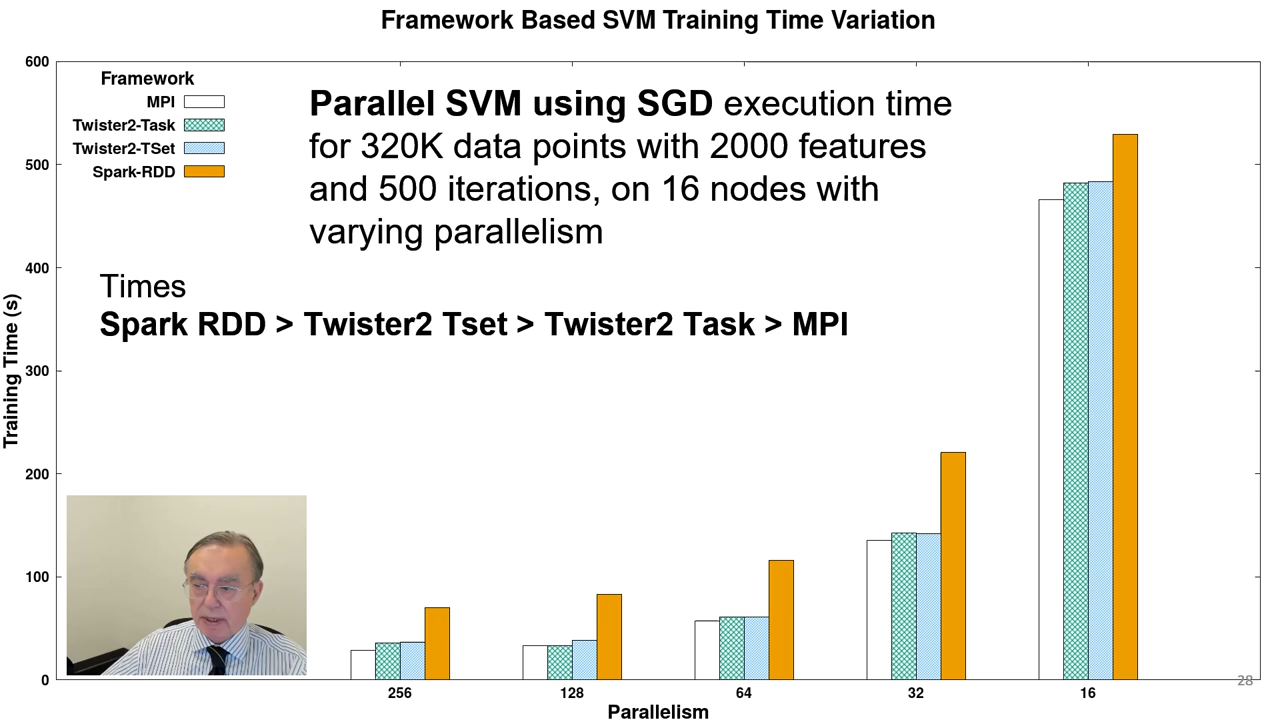 Framework Based SVM Training Time Variation
600
500
400
300
200
100
0
Training Time (s)
Framework
MPI
Twister2-Task
Twister2-TSet
Spark-RDD
Parallel SVM using SGD execution time
for 320K data points with 2000 features
and 500 iterations, on 16 nodes with
varying parallelism
Times
Spark RDD > Twister2 Tset > Twister2 Task > MPI
256 128 64 32 16
Parallelism
28